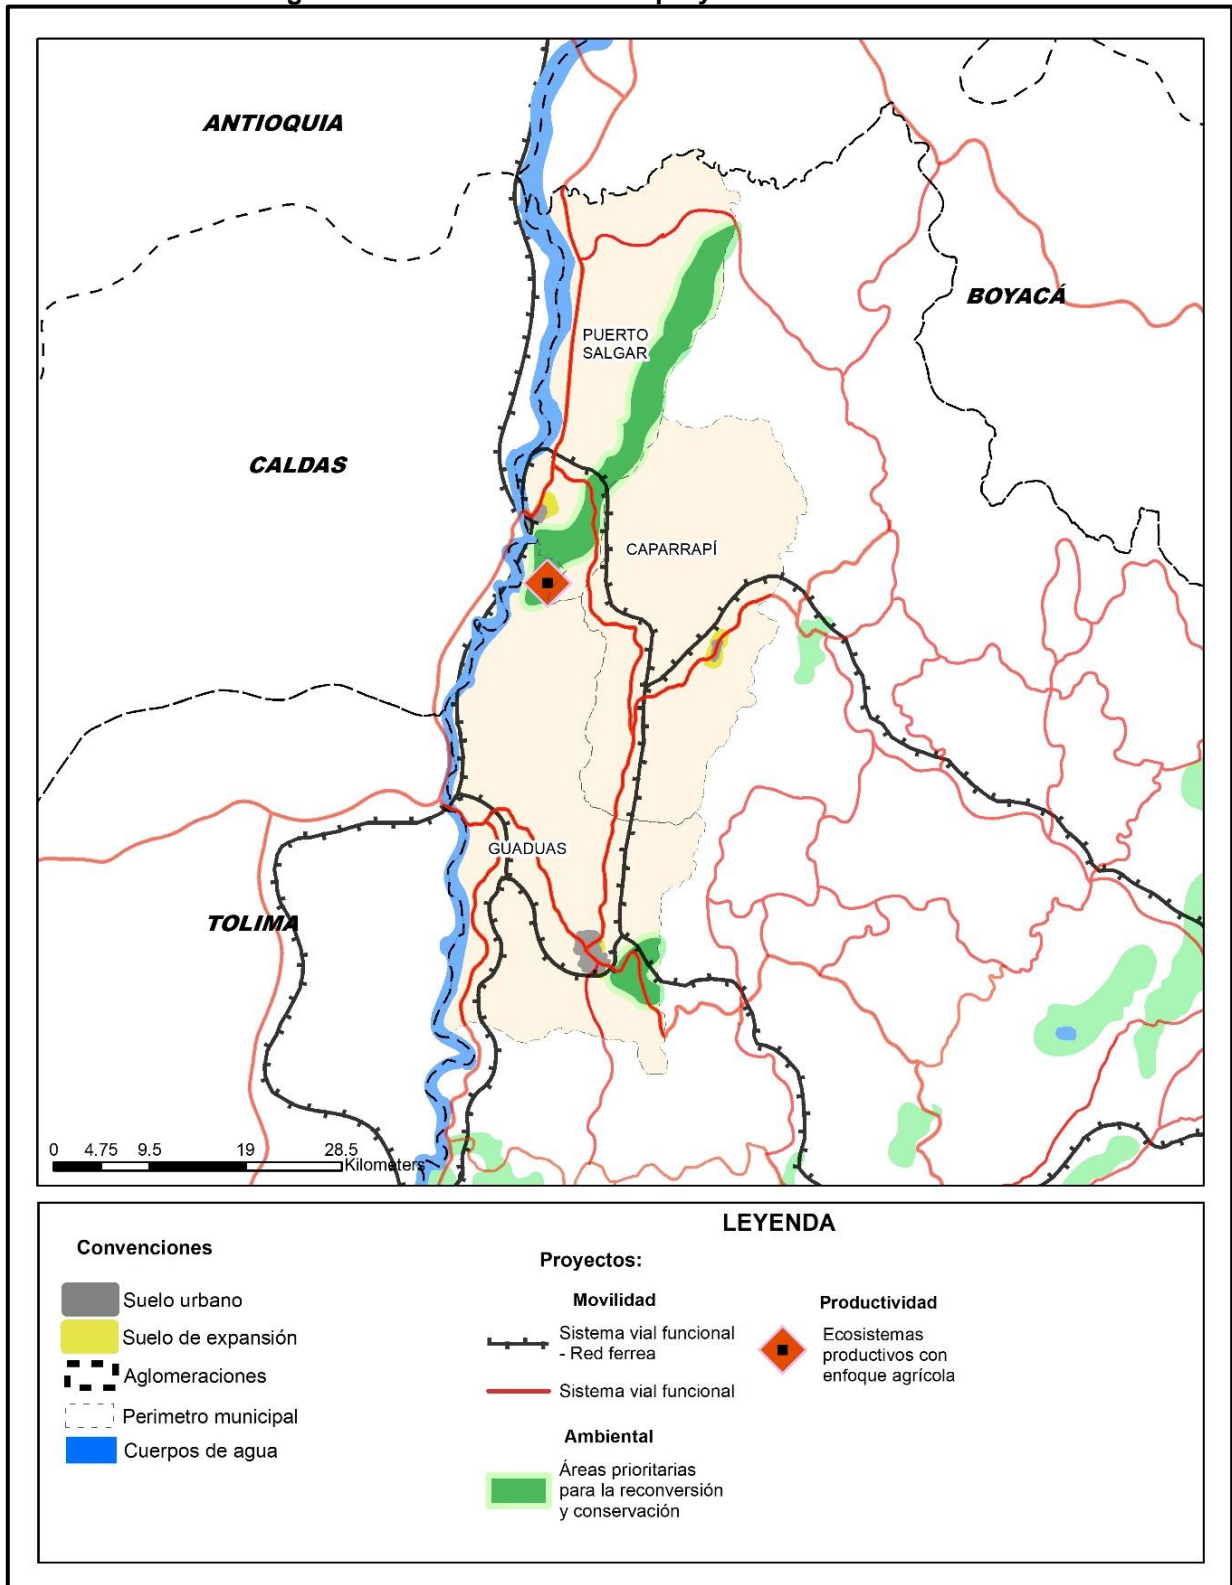 ANTIOQUIA
BOYACÁ
PUERTO
SALGAR
CALDAS
CAPARRAPÍ
GUADUAS
TOLIMA
0 4.75 9.5 19 28.5
Kilometers
LEYENDA
Convenciones
Suelo urbano
Suelo de expansión
Aglomeraciones
Perimetro municipal
Cuerpos de agua
Proyectos:
Movilidad
Sistema vial funcional
- Red ferrea
Sistema vial funcional
Ambiental
Áreas prioritarias
para la reconversión
y conservación
Productividad
Ecosistemas
productivos con
enfoque agrícola